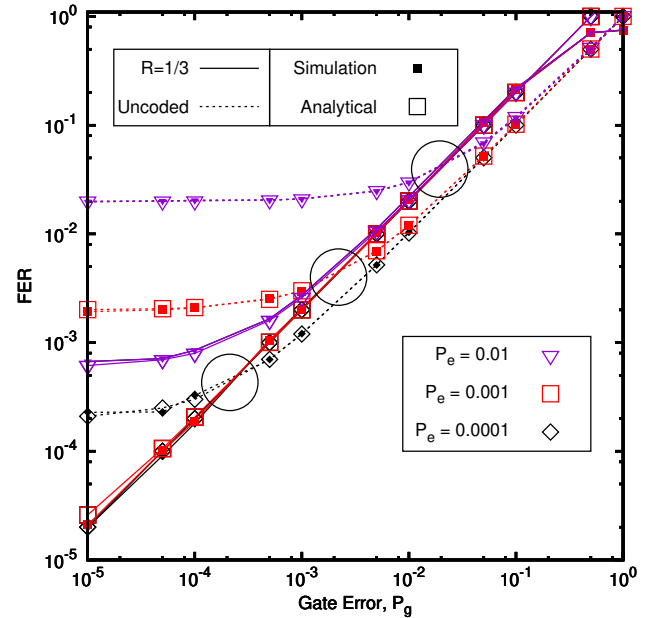 10^0
10^-1
10^-2
10^-3
10^-4
10^-5
FER
R=1/3 Simulation
Uncoded Analytical
P_e = 0.01
P_e = 0.001
P_e = 0.0001
10^-5 10^-4 10^-3 10^-2 10^-1 10^0
Gate Error, P_g